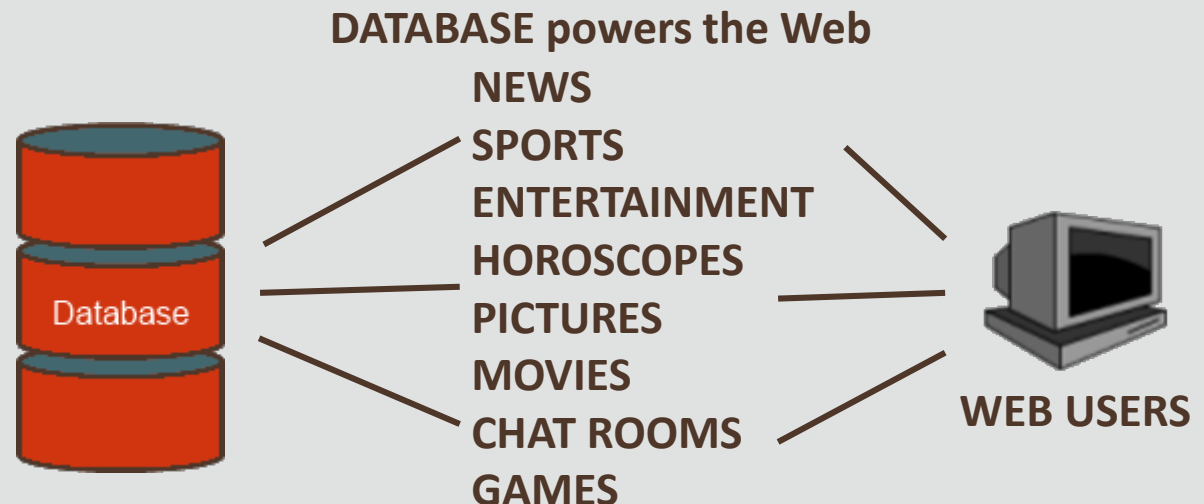 DATABASE powers the Web
NEWS
SPORTS
ENTERTAINMENT
HOROSCOPES
PICTURES
MOVIES
CHAT ROOMS
GAMES
Database
WEB USERS